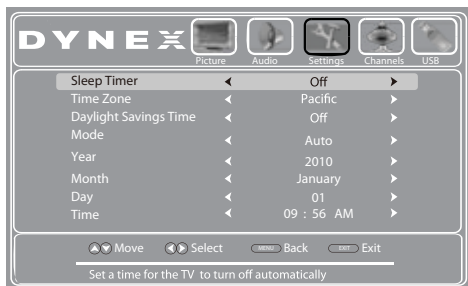 DYNEX
Picture Audio Settings Channels USB
Sleep Timer Off
Time Zone Pacific
Daylight Savings Time Off
Mode Auto
Year 2010
Month January
Day 01
Time 09 : 56 AM
Move Select MENU Back EXIT Exit
Set a time for the TV to turn off automatically